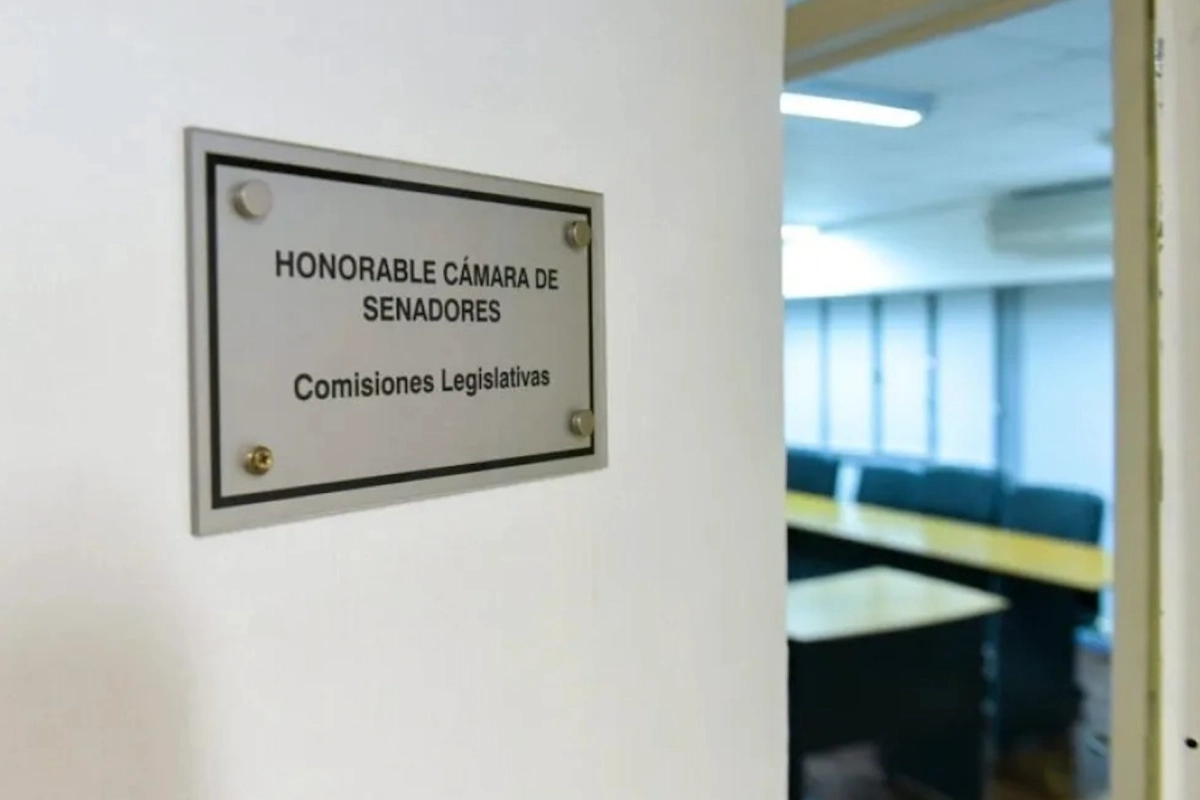 HONORABLE CÁMARA DE
SENADORES
Comisiones Legislativas